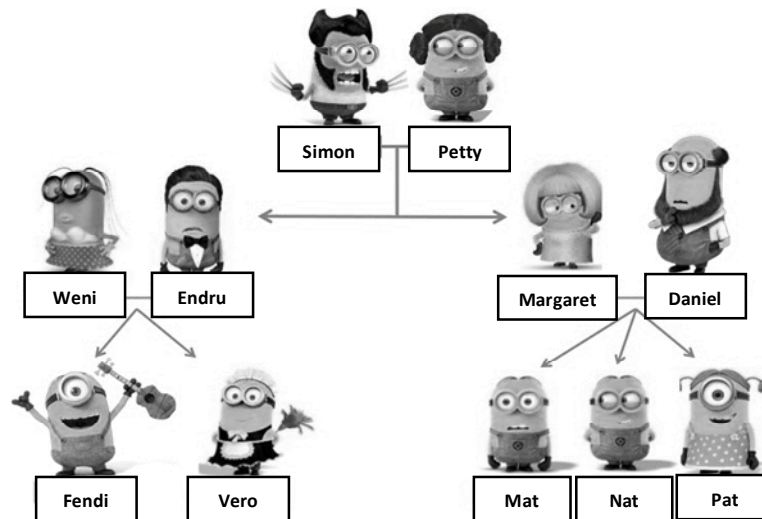 Simon
Petty
Weni
Endru
Margaret
Daniel
Fendi
Vero
Mat
Nat
Pat